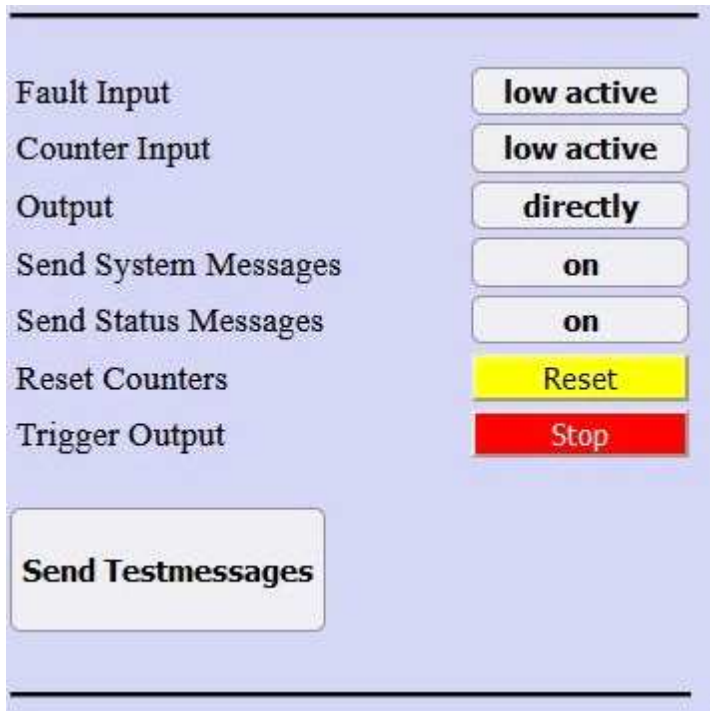 Fault Input low active
Counter Input low active
Output directly
Send System Messages on
Send Status Messages on
Reset Counters Reset
Trigger Output Stop
Send Testmessages